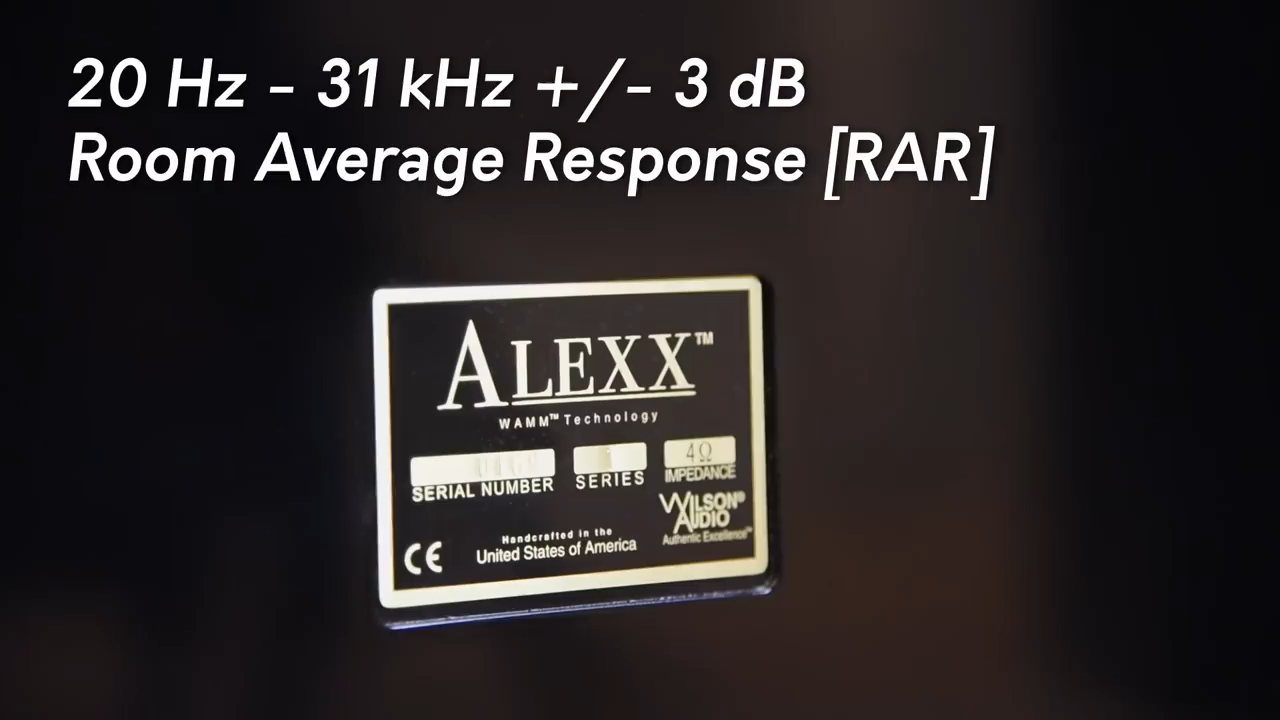 20 Hz – 31 kHz +/– 3 dB
Room Average Response [RAR]
ALEXX™
WAMM™ Technology
4Ω
SERIAL NUMBER
SERIES
IMPEDANCE
WILSON®
AUDIO
Authentic Excellence™
Handcrafted in the
United States of America
CE